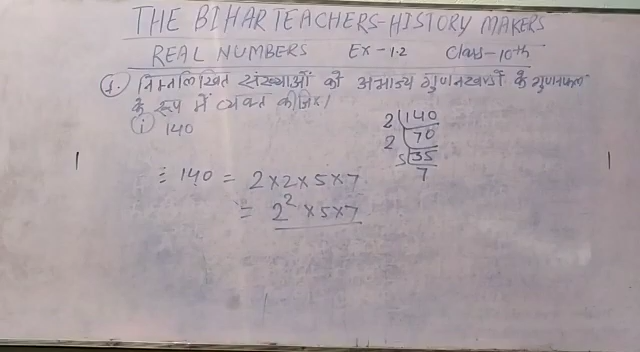 THE BIHAR TEACHERS-HISTORY MAKERS
REAL NUMBERS Ex-1.2 Class-10th
1. निम्नलिखित संख्याओं को अभाज्य गुणनखण्डों के गुणनफल
के रूप में व्यक्त कीजिए।
(i) 140
2 | 140
2 | 70
5 | 35
7
∴ 140 = 2×2×5×7
= 2² ×5×7